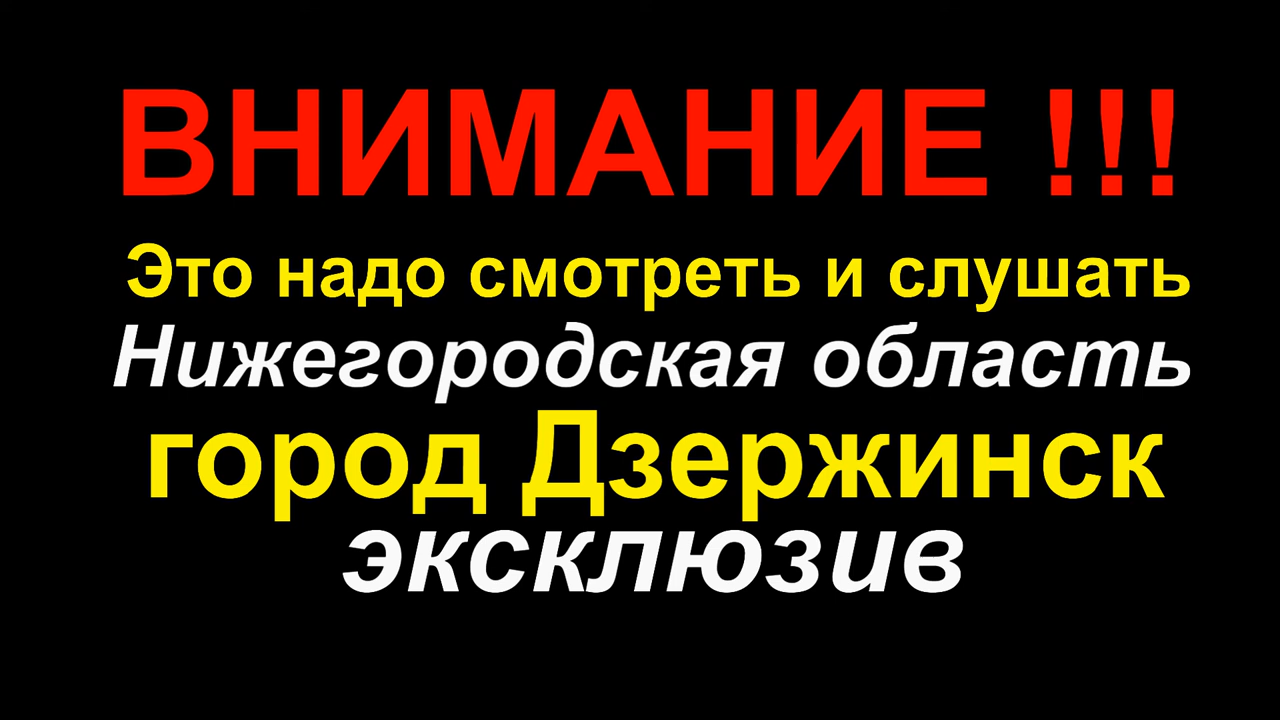 ВНИМАНИЕ !!!
Это надо смотреть и слушать
Нижегородская область
город Дзержинск
эксклюзив